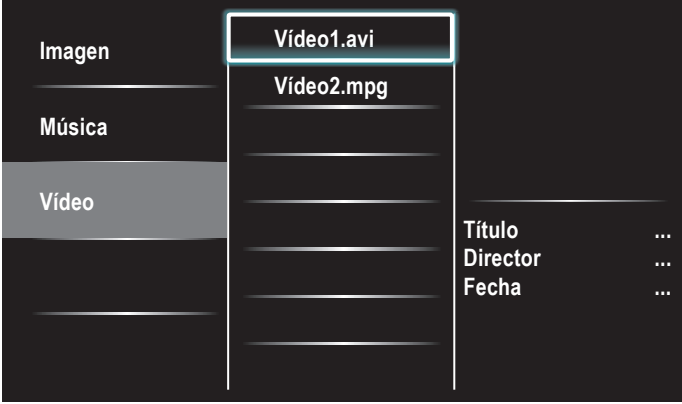 Imagen
Música
Vídeo
Vídeo1.avi
Vídeo2.mpg
Título ...
Director ...
Fecha ...